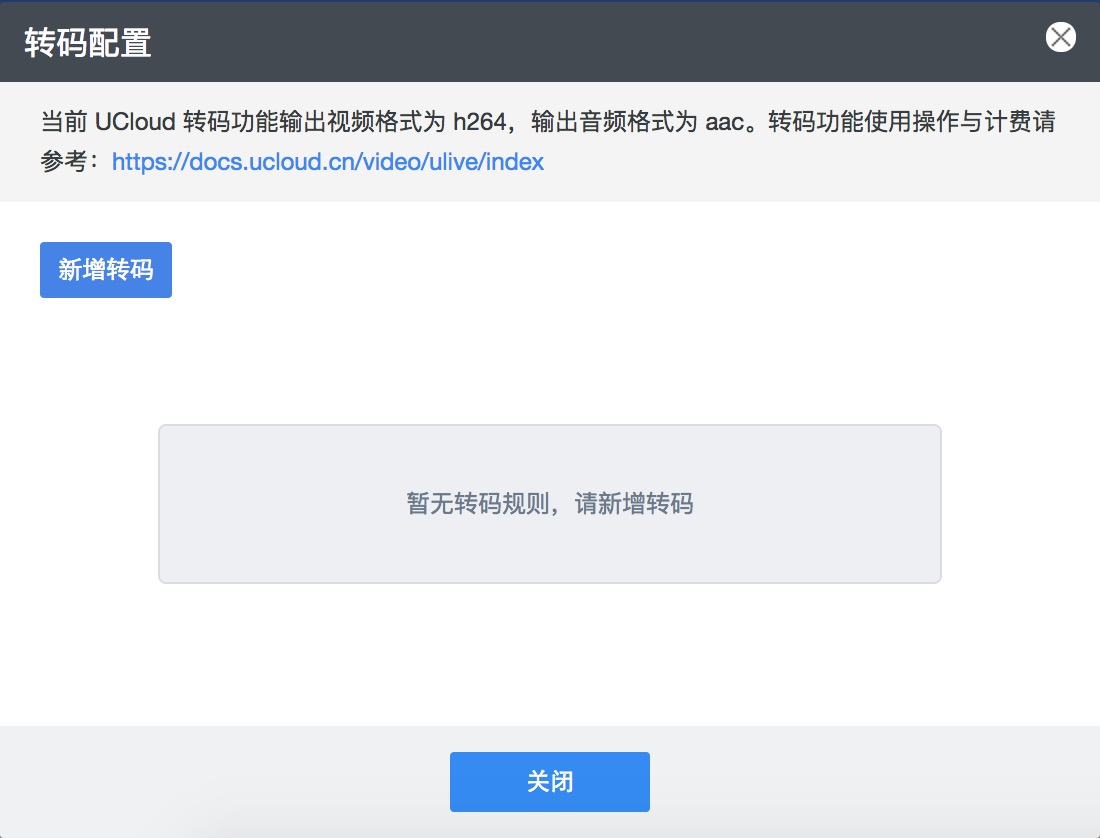 转码配置
当前 UCloud 转码功能输出视频格式为 h264，输出音频格式为 aac。转码功能使用操作与计费请
参考：https://docs.ucloud.cn/video/ulive/index
新增转码
暂无转码规则，请新增转码
关闭